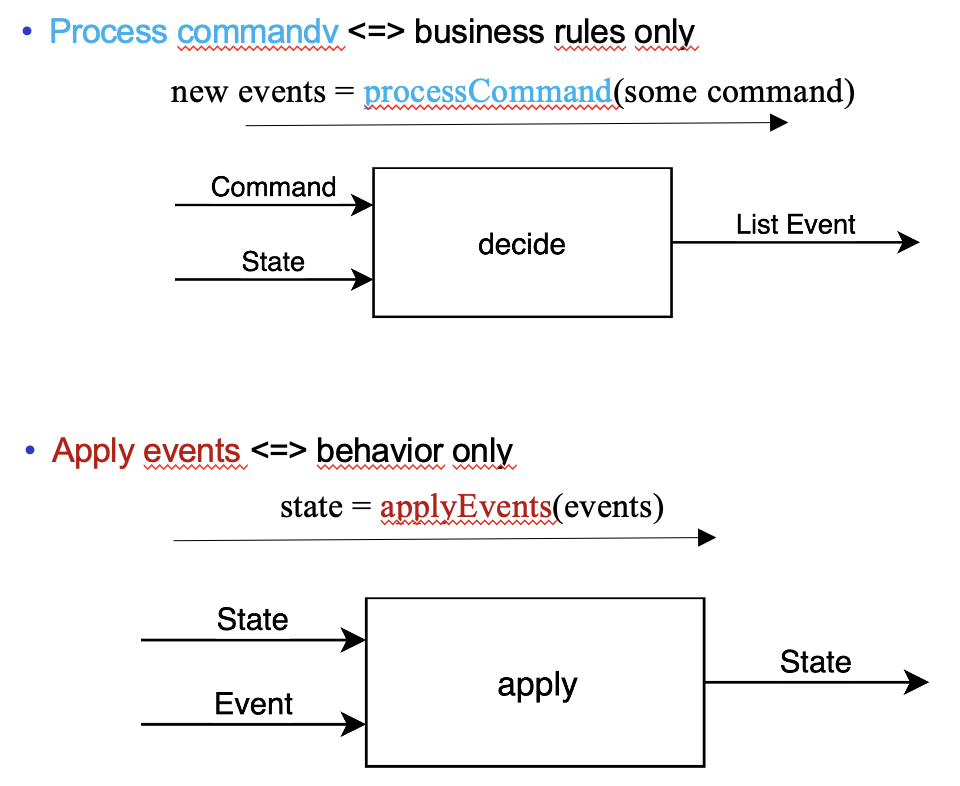 • Process commandv <=> business rules only
new events = processCommand(some command)
Command
State
decide
List Event
• Apply events <=> behavior only
state = applyEvents(events)
State
Event
apply
State